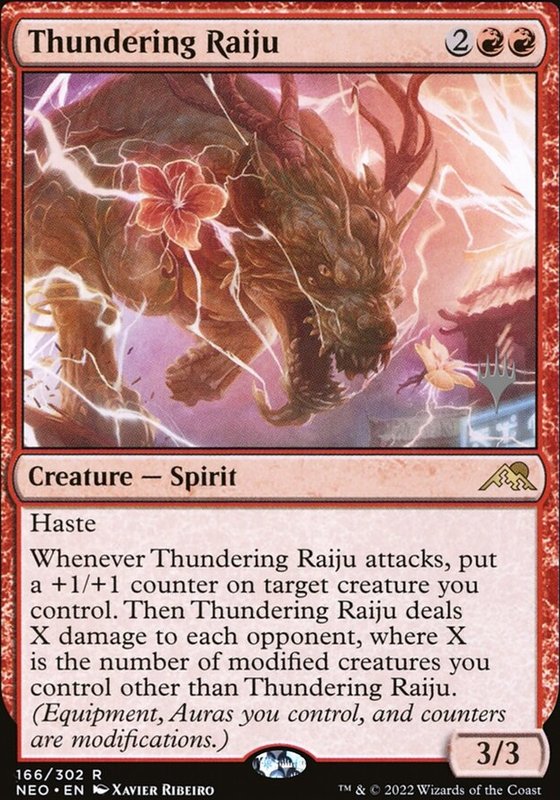 Thundering Raiju 2
Creature — Spirit
Haste
Whenever Thundering Raiju attacks, put
a +1/+1 counter on target creature you
control. Then Thundering Raiju deals
X damage to each opponent, where X
is the number of modified creatures you
control other than Thundering Raiju.
(Equipment, Auras you control, and counters
are modifications.)
3/3
166/302 R
NEO • EN XAVIER RIBEIRO
™ & © 2022 Wizards of the Coast